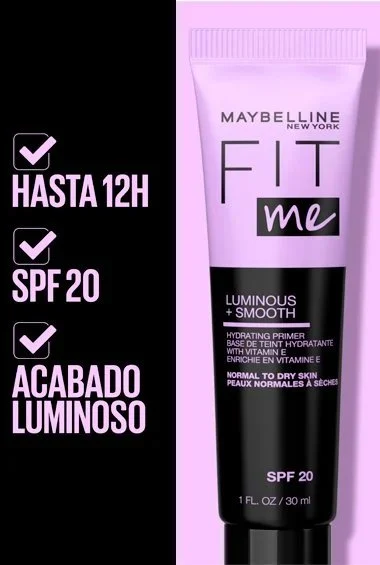 HASTA 12H
SPF 20
ACABADO
LUMINOSO
MAYBELLINE
NEW YORK
FIT
me
LUMINOUS
+ SMOOTH
HYDRATING PRIMER
BASE DE TEINT HYDRATANTE
WITH VITAMIN E
ENRICHIE EN VITAMINE E
NORMAL TO DRY SKIN
PEAUX NORMALES À SÈCHES
SPF 20
1 FL. OZ / 30 ml